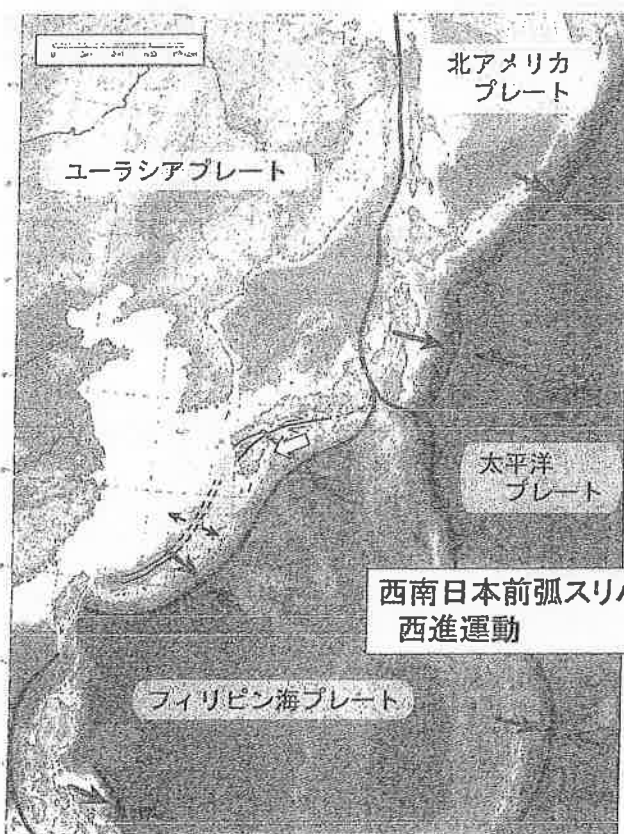 北アメリカ
プレート
ユーラシアプレート
太平洋
プレート
西南日本前弧スリ
西進運動
フィリピン海プレート